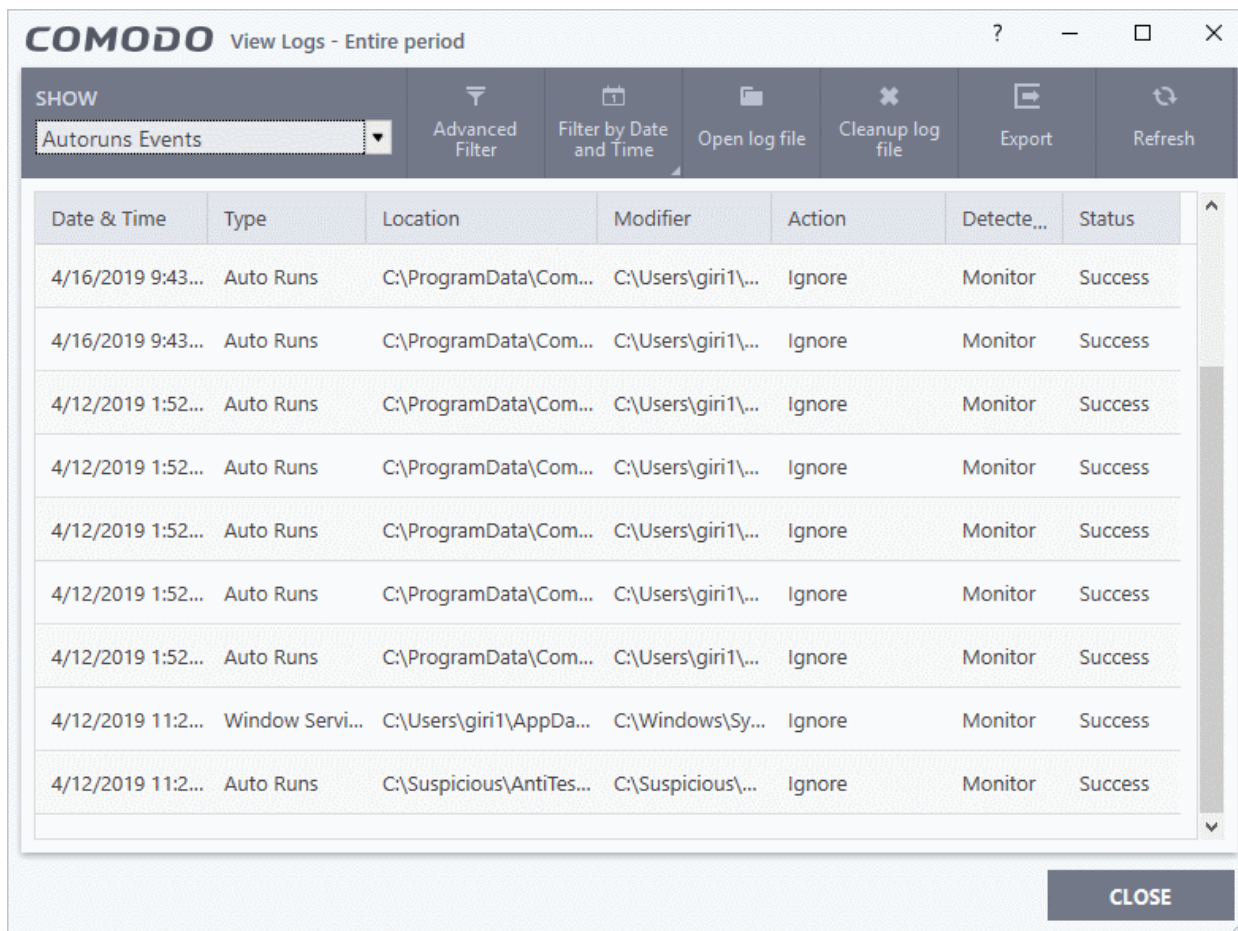 COMODO View Logs - Entire period ?
SHOW
Autoruns Events
Advanced Filter
Filter by Date and Time
Open log file
Cleanup log file
Export
Refresh
Date & Time Type Location Modifier Action Detecte... Status
4/16/2019 9:43... Auto Runs C:\ProgramData\Com... C:\Users\giri1\... Ignore Monitor Success
4/16/2019 9:43... Auto Runs C:\ProgramData\Com... C:\Users\giri1\... Ignore Monitor Success
4/12/2019 1:52... Auto Runs C:\ProgramData\Com... C:\Users\giri1\... Ignore Monitor Success
4/12/2019 1:52... Auto Runs C:\ProgramData\Com... C:\Users\giri1\... Ignore Monitor Success
4/12/2019 1:52... Auto Runs C:\ProgramData\Com... C:\Users\giri1\... Ignore Monitor Success
4/12/2019 1:52... Auto Runs C:\ProgramData\Com... C:\Users\giri1\... Ignore Monitor Success
4/12/2019 1:52... Auto Runs C:\ProgramData\Com... C:\Users\giri1\... Ignore Monitor Success
4/12/2019 11:2... Window Servi... C:\Users\giri1\AppDa... C:\Windows\Sy... Ignore Monitor Success
4/12/2019 11:2... Auto Runs C:\Suspicious\AntiTes... C:\Suspicious\... Ignore Monitor Success
CLOSE